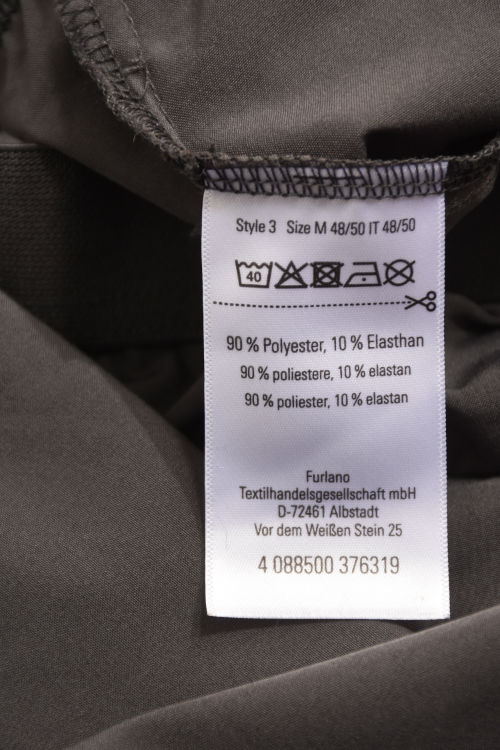 Style 3 Size M 48/50 IT 48/50
40
90 % Polyester, 10 % Elasthan
90 % poliestere, 10 % elastan
90 % poliester, 10 % elastan
Furlano
Textilhandelsgesellschaft mbH
D-72461 Albstadt
Vor dem Weißen Stein 25
4 088500 376319